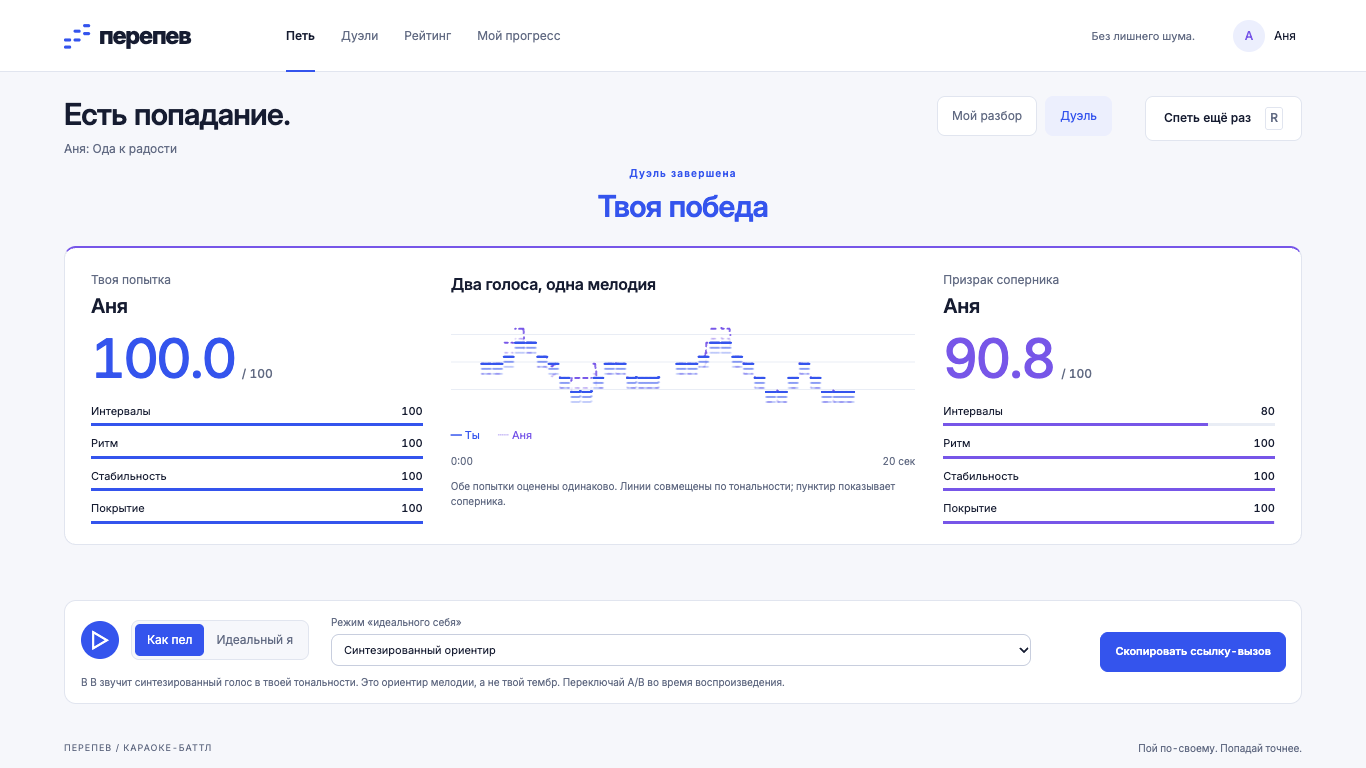 перепев
Петь
Дуэли
Рейтинг
Мой прогресс
Без лишнего шума.
А
Аня
Есть попадание.
Аня: Ода к радости
Мой разбор
Дуэль
Спеть ещё раз R
Дуэль завершена
Твоя победа
Твоя попытка
Аня
100.0 / 100
Интервалы 100
Ритм 100
Стабильность 100
Покрытие 100
Два голоса, одна мелодия
Ты
Аня
0:00
20 сек
Обе попытки оценены одинаково. Линии совмещены по тональности; пунктир показывает
соперника.
Призрак соперника
Аня
90.8 / 100
Интервалы 80
Ритм 100
Стабильность 100
Покрытие 100
Как пел
Идеальный я
Режим «идеального себя»
Синтезированный ориентир
Скопировать ссылку-вызов
В B звучит синтезированный голос в твоей тональности. Это ориентир мелодии, а не твой тембр. Переключай A/B во время воспроизведения.
ПЕРЕПЕВ / КАРАОКЕ-БАТТЛ
Пой по-своему. Попадай точнее.